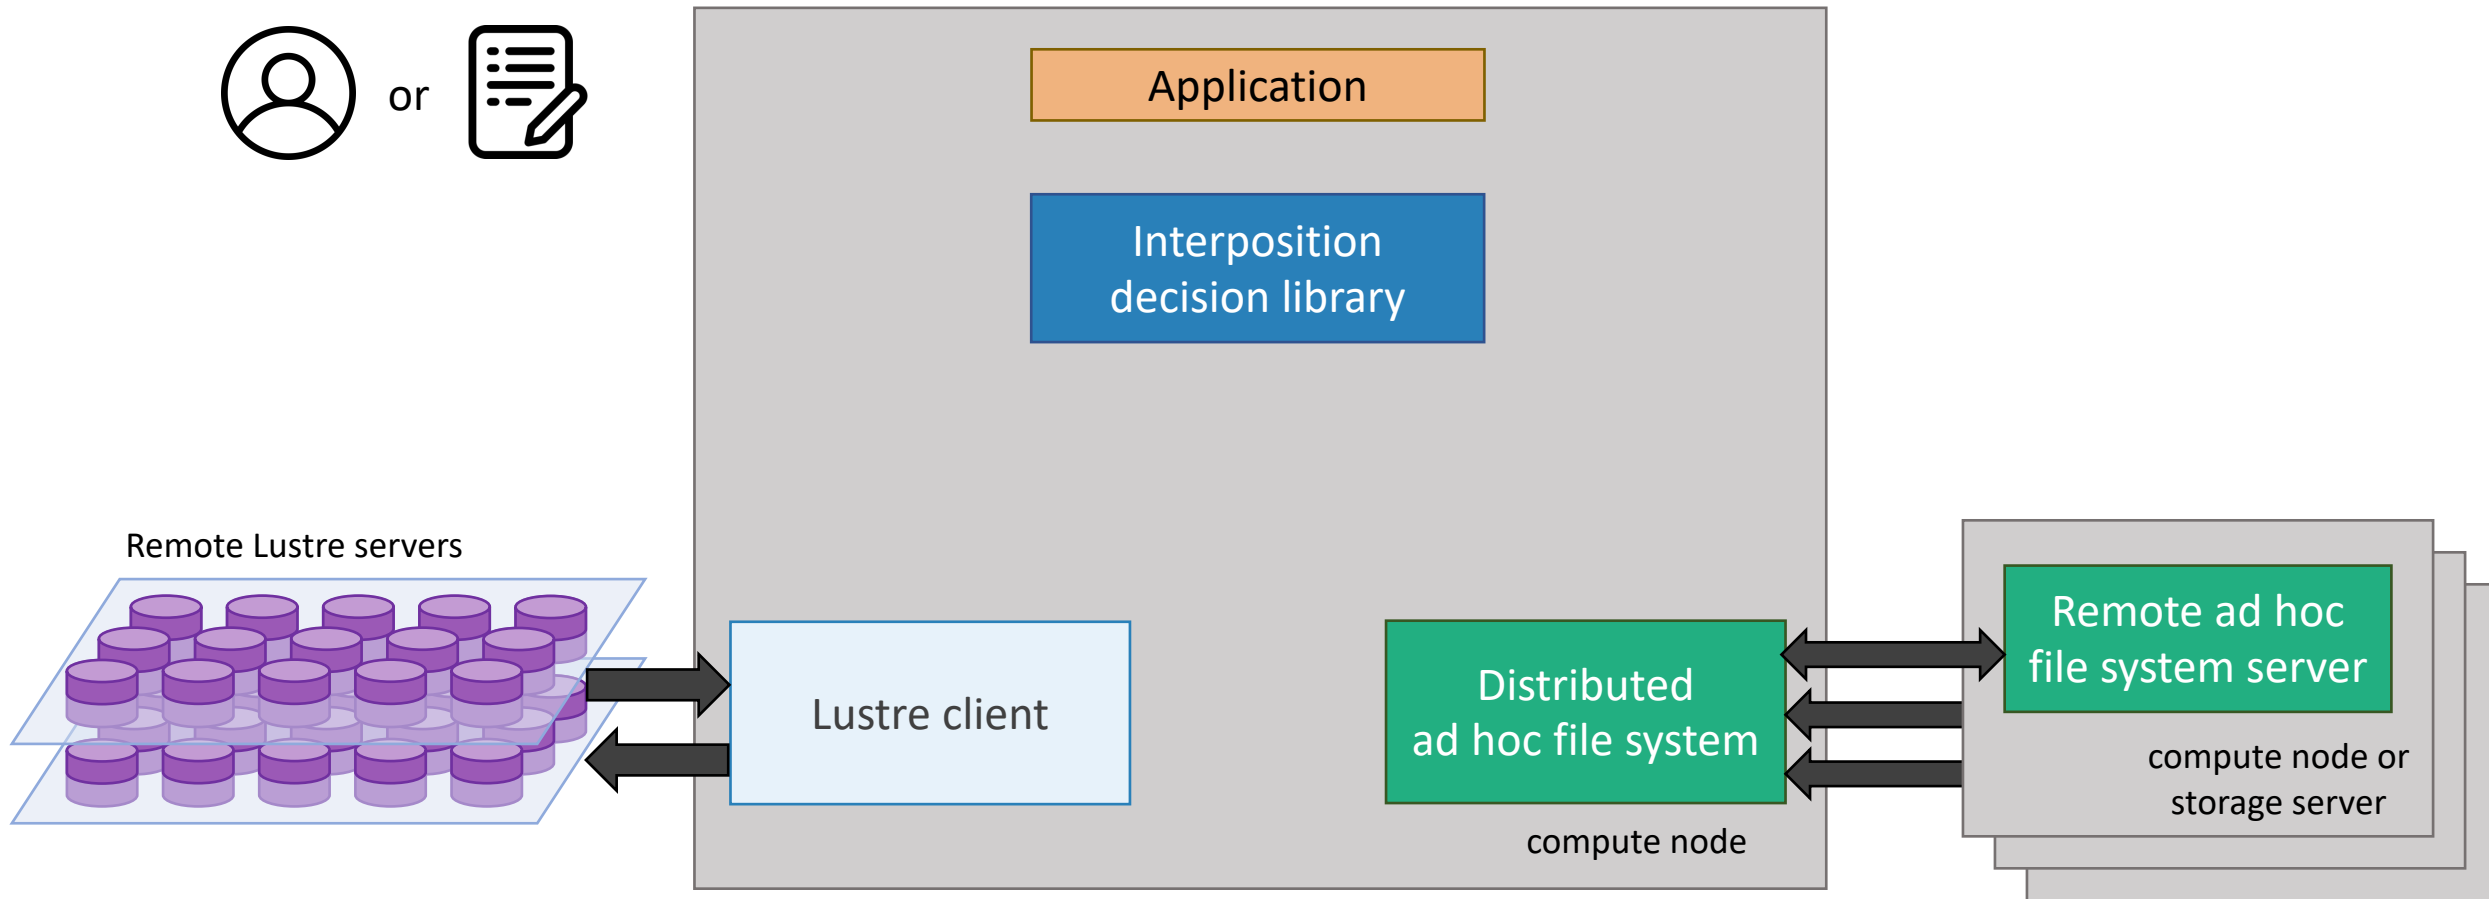 or
Application
Interposition
decision library
Remote Lustre servers
Lustre client
Distributed
ad hoc file system
compute node
Remote ad hoc
file system server
compute node or
storage server